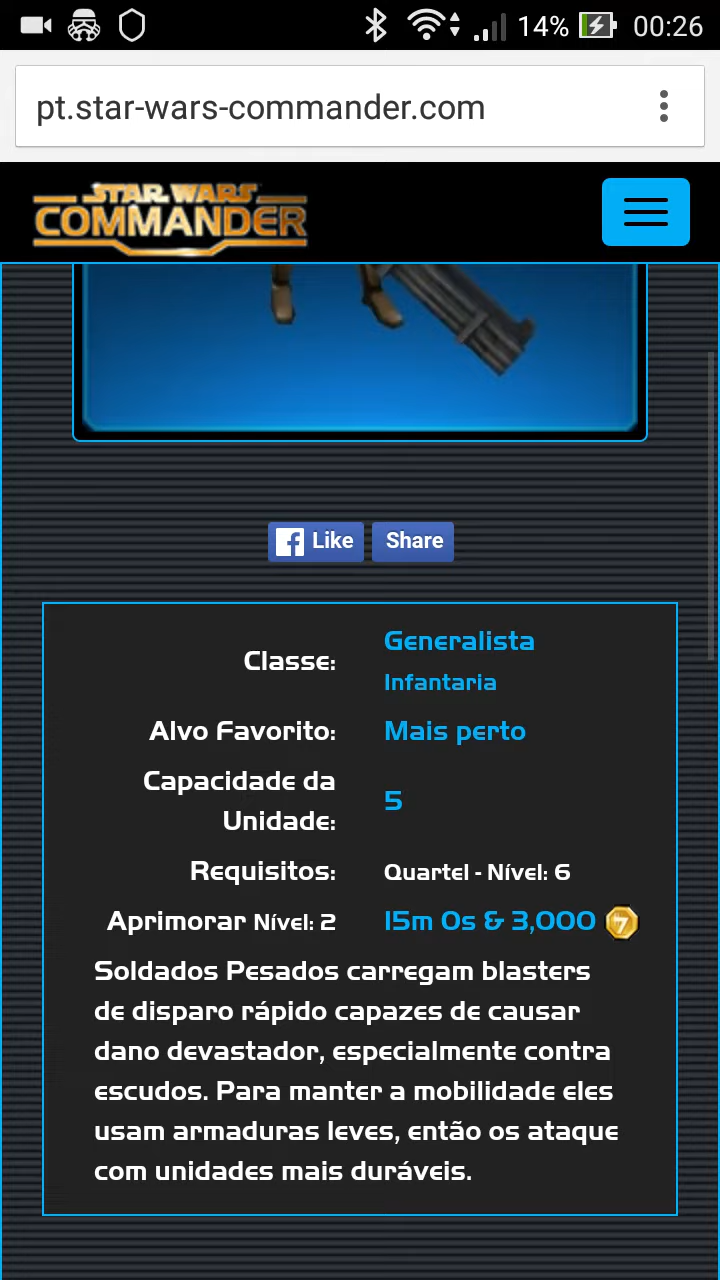 14% 00:26
pt.star-wars-commander.com
STAR WARS
COMMANDER
Like Share
Classe: Generalista
Infantaria
Alvo Favorito: Mais perto
Capacidade da
Unidade: 5
Requisitos: Quartel - Nível: 6
Aprimorar Nível: 2 15m 0s & 3,000
Soldados Pesados carregam blasters
de disparo rápido capazes de causar
dano devastador, especialmente contra
escudos. Para manter a mobilidade eles
usam armaduras leves, então os ataque
com unidades mais duráveis.